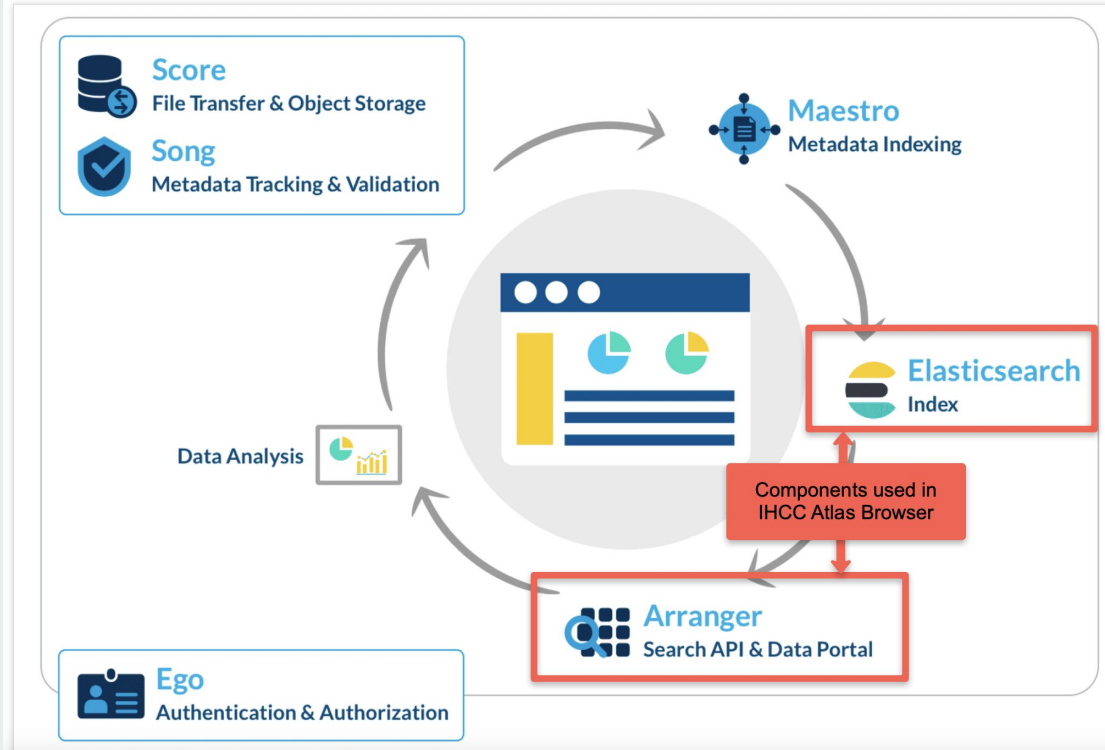 Score
File Transfer & Object Storage
Song
Metadata Tracking & Validation
Maestro
Metadata Indexing
Elasticsearch
Index
Data Analysis
Components used in
IHCC Atlas Browser
Arranger
Search API & Data Portal
Ego
Authentication & Authorization